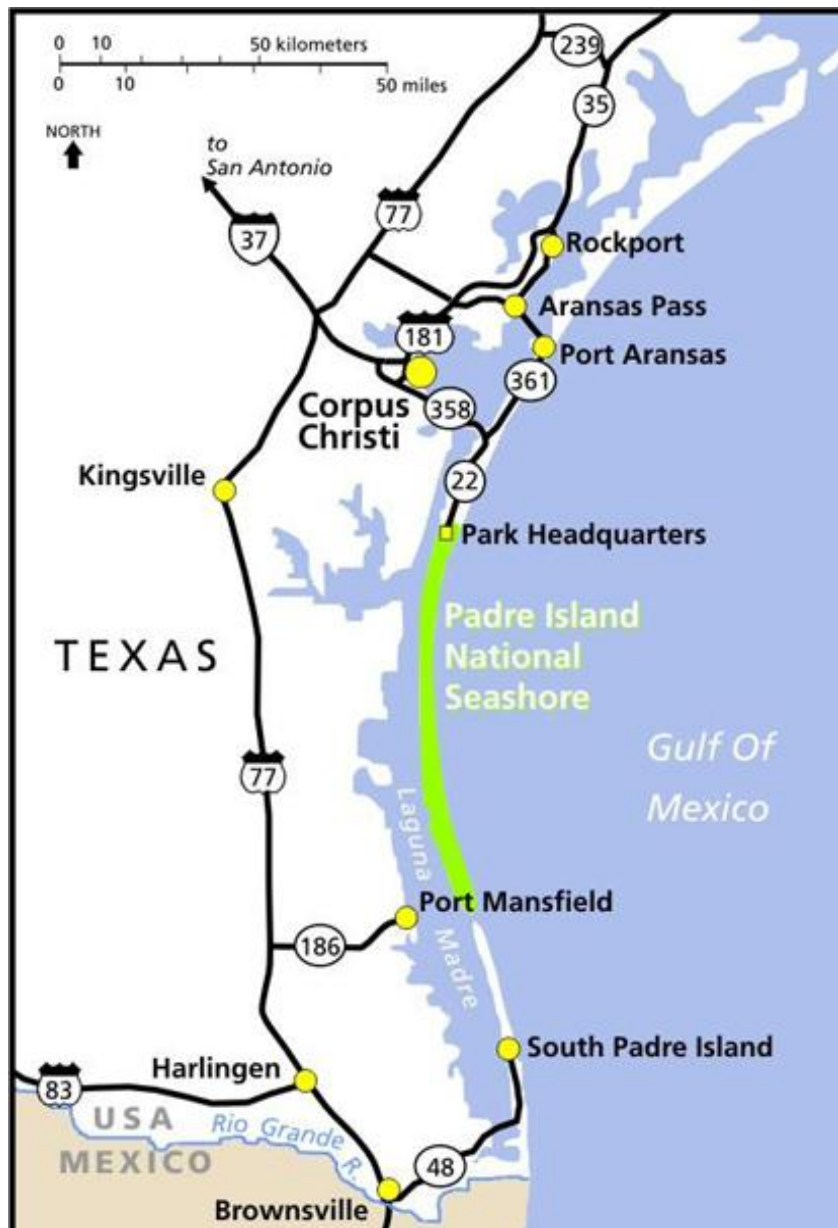 0 10 50 kilometers
0 10 50 miles
NORTH
to
San Antonio
239
35
77
37
Rockport
Aransas Pass
181
Port Aransas
361
Corpus
Christi
358
Kingsville
22
Park Headquarters
Padre Island
National
Seashore
TEXAS
Gulf Of
Mexico
77
Laguna
Madre
Port Mansfield
186
South Padre Island
Harlingen
83
USA
MEXICO
Rio Grande R.
48
Brownsville